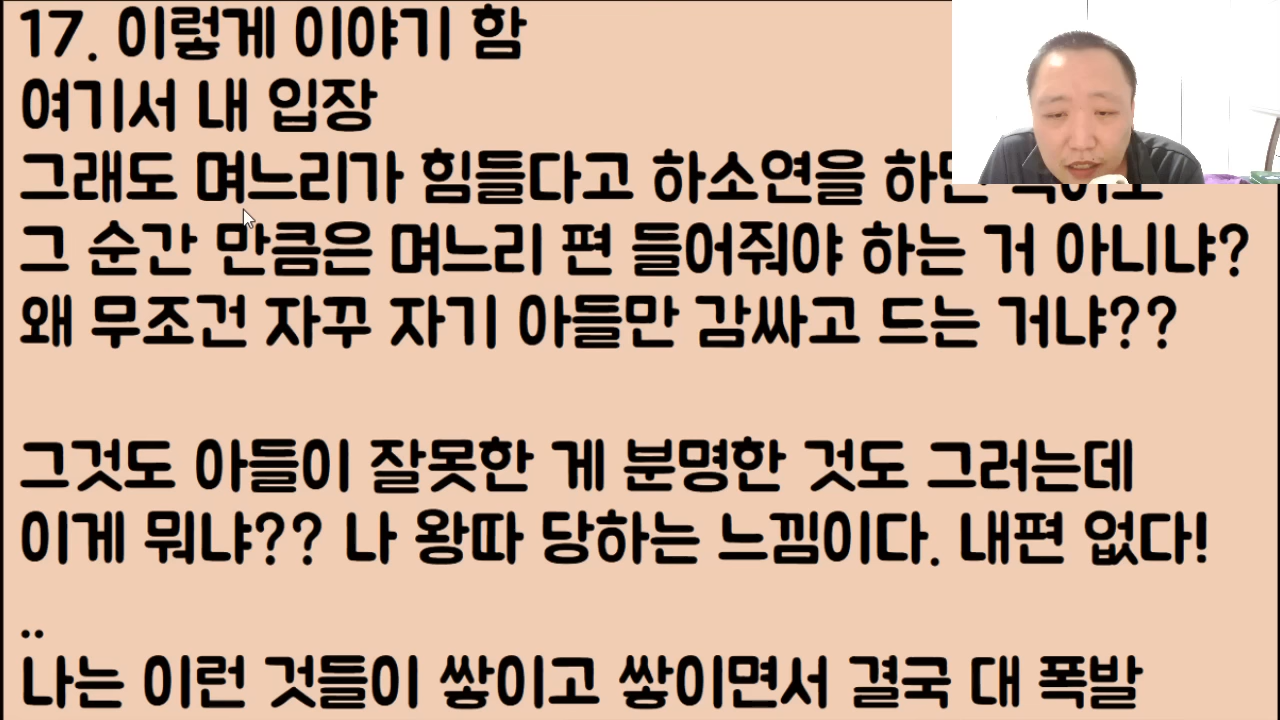 17. 이렇게 이야기 함
여기서 내 입장
그래도 며느리가 힘들다고 하소연을
그 순간 만큼은 며느리 편 들어줘야 하는 거 아니냐?
왜 무조건 자꾸 자기 아들만 감싸고 드는 거냐??
그것도 아들이 잘못한 게 분명한 것도 그러는데
이게 뭐냐?? 나 왕따 당하는 느낌이다. 내편 없다!
..
나는 이런 것들이 쌓이고 쌓이면서 결국 대 폭발